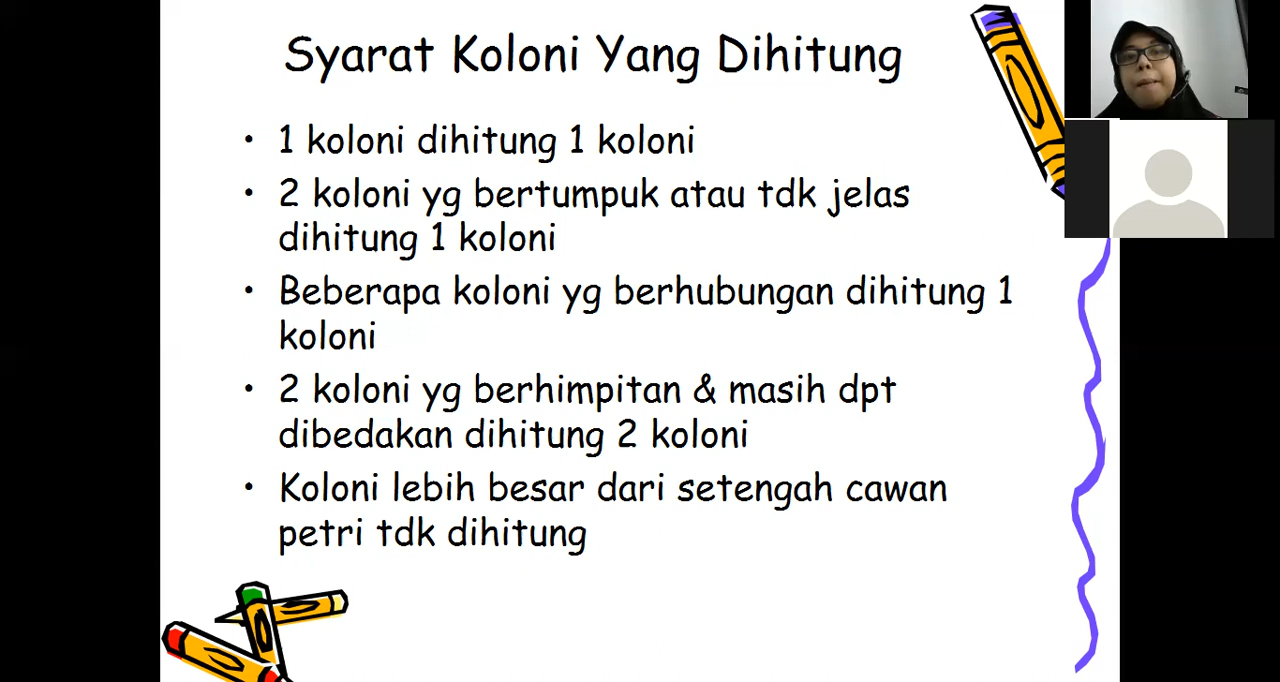 Syarat Koloni Yang Dihitung
• 1 koloni dihitung 1 koloni
• 2 koloni yg bertumpuk atau tdk jelas
dihitung 1 koloni
• Beberapa koloni yg berhubungan dihitung 1
koloni
• 2 koloni yg berhimpitan & masih dpt
dibedakan dihitung 2 koloni
• Koloni lebih besar dari setengah cawan
petri tdk dihitung